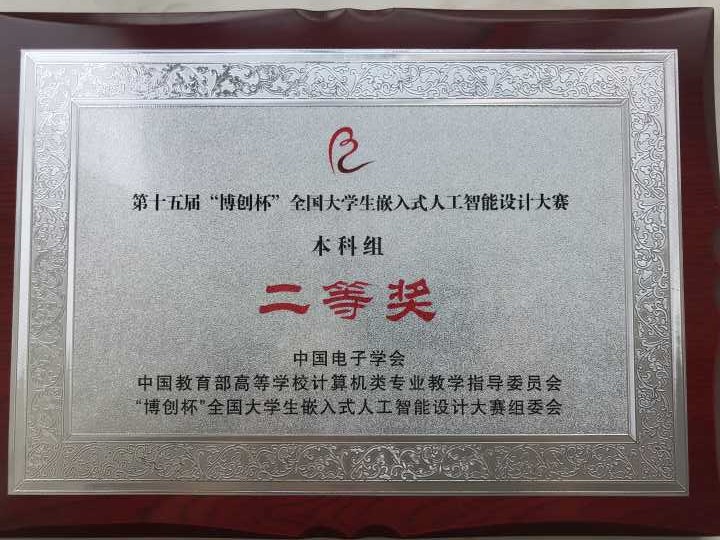 第十五届“博创杯”全国大学生嵌入式人工智能设计大赛
本科组
二等奖
中国电子学会
中国教育部高等学校计算机类专业教学指导委员会
“博创杯”全国大学生嵌入式人工智能设计大赛组委会